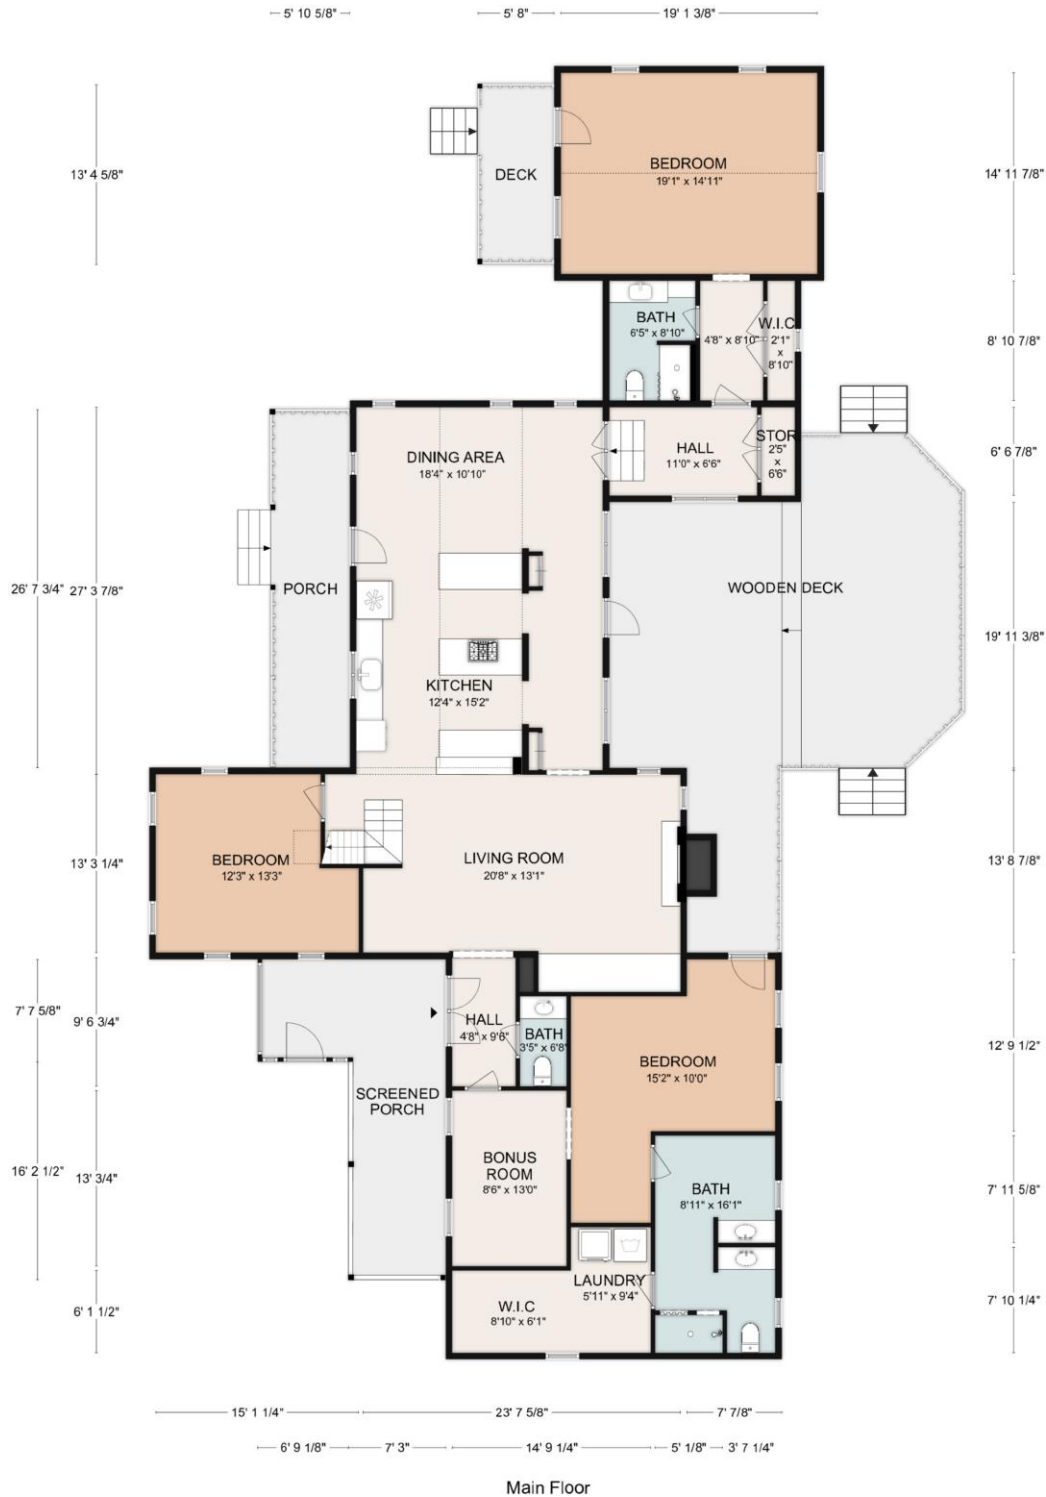 5' 10 5/8"
5' 8"
19' 1 3/8"
13' 4 5/8"
DECK
BEDROOM
19'1" x 14'11"
14' 11 7/8"
BATH
6'5" x 8'10"
4'8" x 8'10"
W.I.C
2'1"
x
8'10"
8' 10 7/8"
DINING AREA
18'4" x 10'10"
HALL
11'0" x 6'6"
STOR
2'5"
x
6'6"
6' 6 7/8"
26' 7 3/4"
27' 3 7/8"
PORCH
WOODEN DECK
19' 11 3/8"
KITCHEN
12'4" x 15'2"
13' 3 1/4"
BEDROOM
12'3" x 13'3"
LIVING ROOM
20'8" x 13'1"
13' 8 7/8"
7' 7 5/8"
9' 6 3/4"
HALL
4'8" x 9'6"
BATH
3'5" x 6'8"
BEDROOM
15'2" x 10'0"
12' 9 1/2"
SCREENED
PORCH
16' 2 1/2"
13' 3/4"
BONUS
ROOM
8'6" x 13'0"
BATH
8'11" x 16'1"
7' 11 5/8"
LAUNDRY
5'11" x 9'4"
W.I.C
8'10" x 6'1"
6' 1 1/2"
7' 10 1/4"
15' 1 1/4"
23' 7 5/8"
7' 7/8"
6' 9 1/8"
7' 3"
14' 9 1/4"
5' 1/8"
3' 7 1/4"
Main Floor